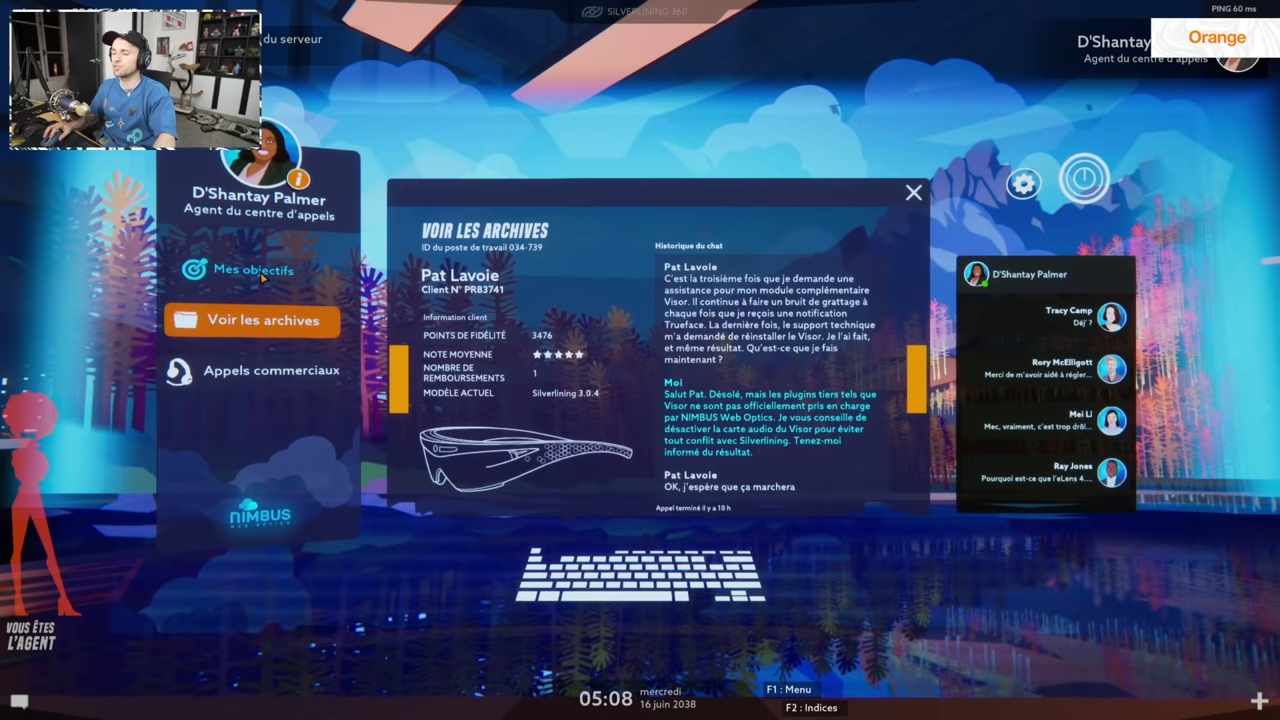 SILVERLINING 360
PING 60 ms
du serveur
D'Shantay
Agent du centre d'appels
Orange
D'Shantay Palmer
Agent du centre d'appels
Mes objectifs
Voir les archives
Appels commerciaux
NIMBUS
WEB OPTICS
VOIR LES ARCHIVES
ID du poste de travail 034-739
Pat Lavoie
Client N° PR83741
Information client
POINTS DE FIDÉLITÉ 3476
NOTE MOYENNE ★★★★★
NOMBRE DE REMBOURSEMENTS 1
MODÈLE ACTUEL Silverlining 3.0.4
Historique du chat
Pat Lavoie
C'est la troisième fois que je demande une
assistance pour mon module complémentaire
Visor. Il continue à faire un bruit de grattage à
chaque fois que je reçois une notification
Trueface. La dernière fois, le support technique
m'a demandé de réinstaller le Visor. Je l'ai fait,
et même résultat. Qu'est-ce que je fais
maintenant ?
Moi
Salut Pat. Désolé, mais les plugins tiers tels que
Visor ne sont pas officiellement pris en charge
par NIMBUS Web Optics. Je vous conseille de
désactiver la carte audio du Visor pour éviter
tout conflit avec Silverlining. Tenez-moi
informé du résultat.
Pat Lavoie
OK, j'espère que ça marchera
Appel terminé il y a 10 h
D'Shantay Palmer
Tracy Camp
Déj' ?
Rory McElligott
Merci de m'avoir aidé à régler...
Mei Li
Mec, vraiment, c'est trop drôl...
Ray Jones
Pourquoi est-ce que l'eLens 4....
VOUS ÊTES
L'AGENT
05:08
mercredi
16 juin 2038
F1 : Menu
F2 : Indices